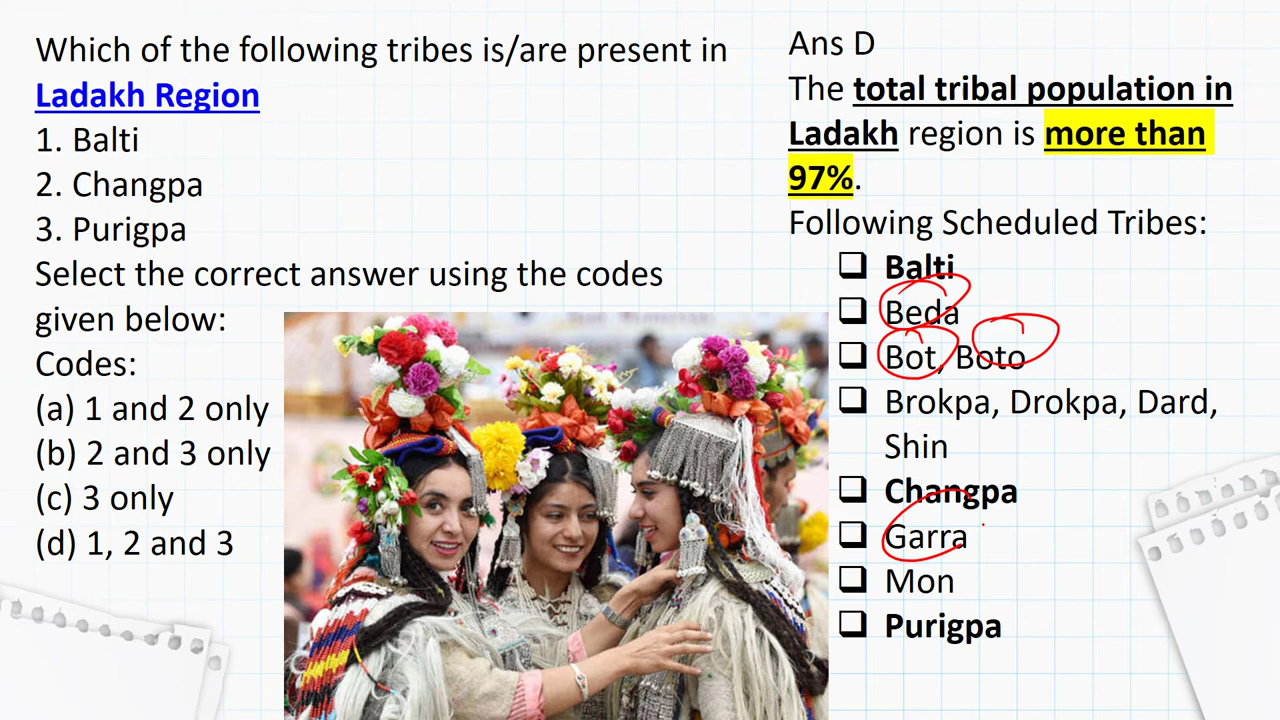 Which of the following tribes is/are present in
Ladakh Region
1. Balti
2. Changpa
3. Purigpa
Select the correct answer using the codes
given below:
Codes:
(a) 1 and 2 only
(b) 2 and 3 only
(c) 3 only
(d) 1, 2 and 3
Ans D
The total tribal population in
Ladakh region is more than
97%.
Following Scheduled Tribes:
Balti
Beda
Bot, Boto
Brokpa, Drokpa, Dard,
Shin
Changpa
Garra
Mon
Purigpa